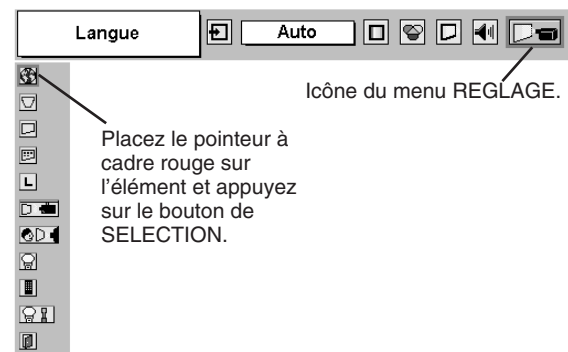 Langue
Auto
Icône du menu REGLAGE.
Placez le pointeur à
cadre rouge sur
l'élément et appuyez
sur le bouton de
SELECTION.
L